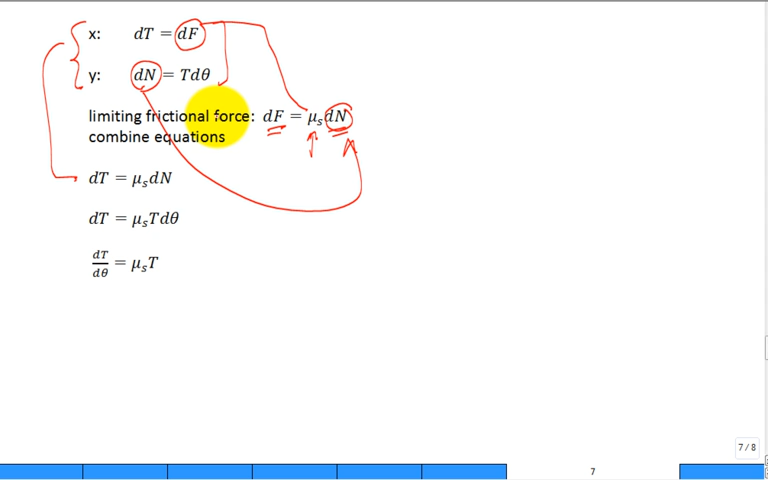 x: dT = dF
y: dN = Tdθ
limiting frictional force: dF = μₛdN
combine equations
dT = μₛdN
dT = μₛTdθ
dT/dθ = μₛT
7 / 8
7